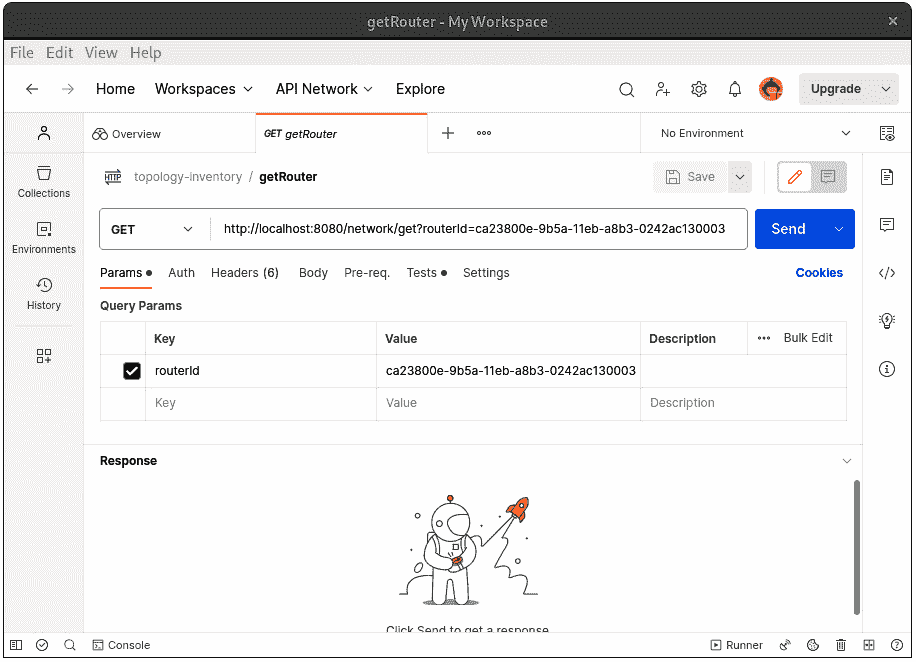 getRouter - My Workspace
File Edit View Help
Home Workspaces API Network Explore Upgrade
Overview GET getRouter No Environment
HTTP topology-inventory / getRouter Save
GET http://localhost:8080/network/get?routerId=ca23800e-9b5a-11eb-a8b3-0242ac130003 Send
Params Auth Headers (6) Body Pre-req. Tests Settings Cookies
Collections
Environments
History
Query Params
Key Value Description Bulk Edit
routerId ca23800e-9b5a-11eb-a8b3-0242ac130003
Key Value Description
Response
Click Send to get a response
Console Runner